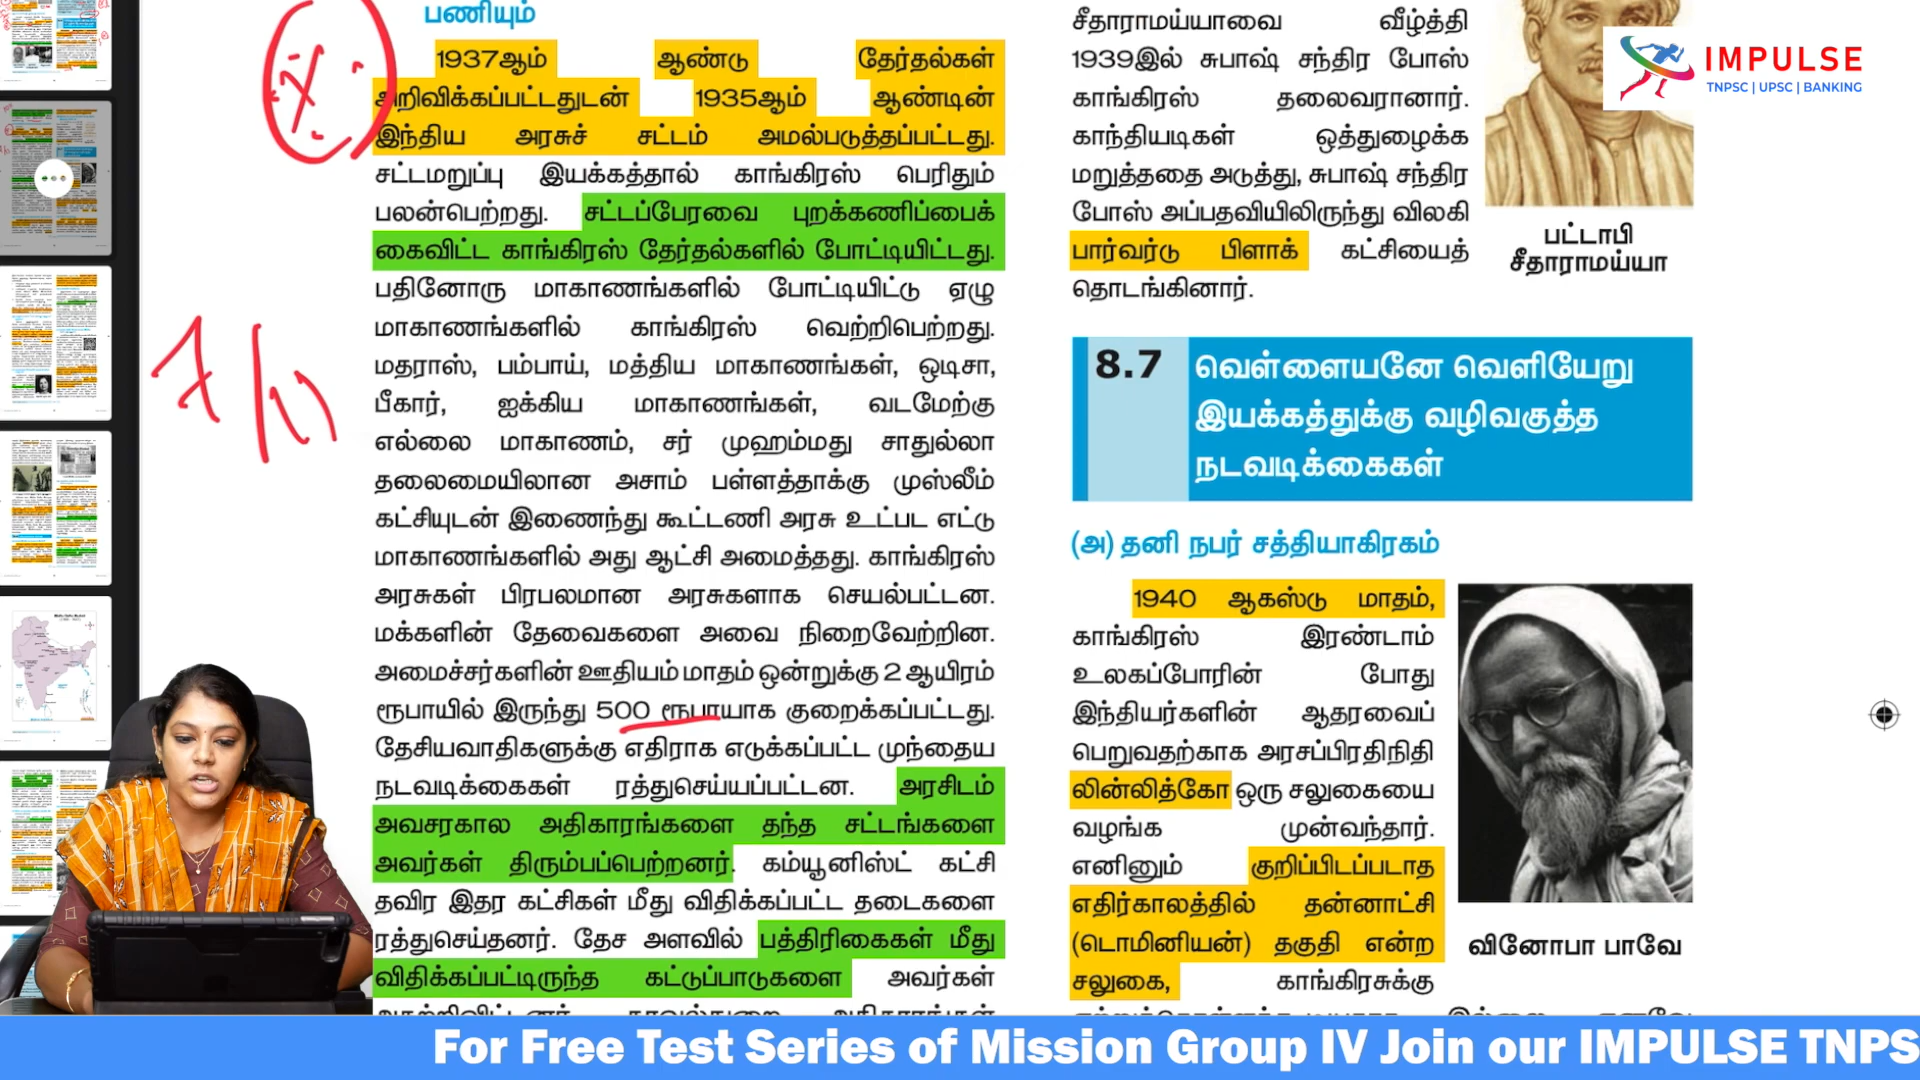 பணியும்
1937ஆம் ஆண்டு தேர்தல்கள்
அறிவிக்கப்பட்டதுடன் 1935ஆம் ஆண்டின்
இந்திய அரசுச் சட்டம் அமல்படுத்தப்பட்டது.
சட்டமறுப்பு இயக்கத்தால் காங்கிரஸ் பெரிதும்
பலன்பெற்றது. சட்டப்பேரவை புறக்கணிப்பைக்
கைவிட்ட காங்கிரஸ் தேர்தல்களில் போட்டியிட்டது.
பதினோரு மாகாணங்களில் போட்டியிட்டு ஏழு
மாகாணங்களில் காங்கிரஸ் வெற்றிபெற்றது.
மதராஸ், பம்பாய், மத்திய மாகாணங்கள், ஒடிசா,
பீகார், ஐக்கிய மாகாணங்கள், வடமேற்கு
எல்லை மாகாணம், சர் முஹம்மது சாதுல்லா
தலைமையிலான அசாம் பள்ளத்தாக்கு முஸ்லீம்
கட்சியுடன் இணைந்து கூட்டணி அரசு உட்பட எட்டு
மாகாணங்களில் அது ஆட்சி அமைத்தது. காங்கிரஸ்
அரசுகள் பிரபலமான அரசுகளாக செயல்பட்டன.
மக்களின் தேவைகளை அவை நிறைவேற்றின.
அமைச்சர்களின் ஊதியம் மாதம் ஒன்றுக்கு 2 ஆயிரம்
ரூபாயில் இருந்து 500 ரூபாயாக குறைக்கப்பட்டது.
தேசியவாதிகளுக்கு எதிராக எடுக்கப்பட்ட முந்தைய
நடவடிக்கைகள் ரத்துசெய்யப்பட்டன. அரசிடம்
அவசரகால அதிகாரங்களை தந்த சட்டங்களை
அவர்கள் திரும்பப்பெற்றனர். கம்யூனிஸ்ட் கட்சி
தவிர இதர கட்சிகள் மீது விதிக்கப்பட்ட தடைகளை
ரத்துசெய்தனர். தேச அளவில் பத்திரிகைகள் மீது
விதிக்கப்பட்டிருந்த கட்டுப்பாடுகளை அவர்கள்
7/11
சீதாராமய்யாவை வீழ்த்தி
1939இல் சுபாஷ் சந்திர போஸ்
காங்கிரஸ் தலைவரானார்.
காந்தியடிகள் ஒத்துழைக்க
மறுத்ததை அடுத்து, சுபாஷ் சந்திர
போஸ் அப்பதவியிலிருந்து விலகி
பார்வர்டு பிளாக் கட்சியைத்
தொடங்கினார்.
பட்டாபி
சீதாராமய்யா
8.7 வெள்ளையனே வெளியேறு
இயக்கத்துக்கு வழிவகுத்த
நடவடிக்கைகள்
(அ) தனி நபர் சத்தியாகிரகம்
1940 ஆகஸ்டு மாதம்,
காங்கிரஸ் இரண்டாம்
உலகப்போரின் போது
இந்தியர்களின் ஆதரவைப்
பெறுவதற்காக அரசப்பிரதிநிதி
லின்லித்கோ ஒரு சலுகையை
வழங்க முன்வந்தார்.
எனினும் குறிப்பிடப்படாத
எதிர்காலத்தில் தன்னாட்சி
(டொமினியன்) தகுதி என்ற
சலுகை, காங்கிரசுக்கு
வினோபா பாவே
IMPULSE
TNPSC | UPSC | BANKING
For Free Test Series of Mission Group IV Join our IMPULSE TNPS